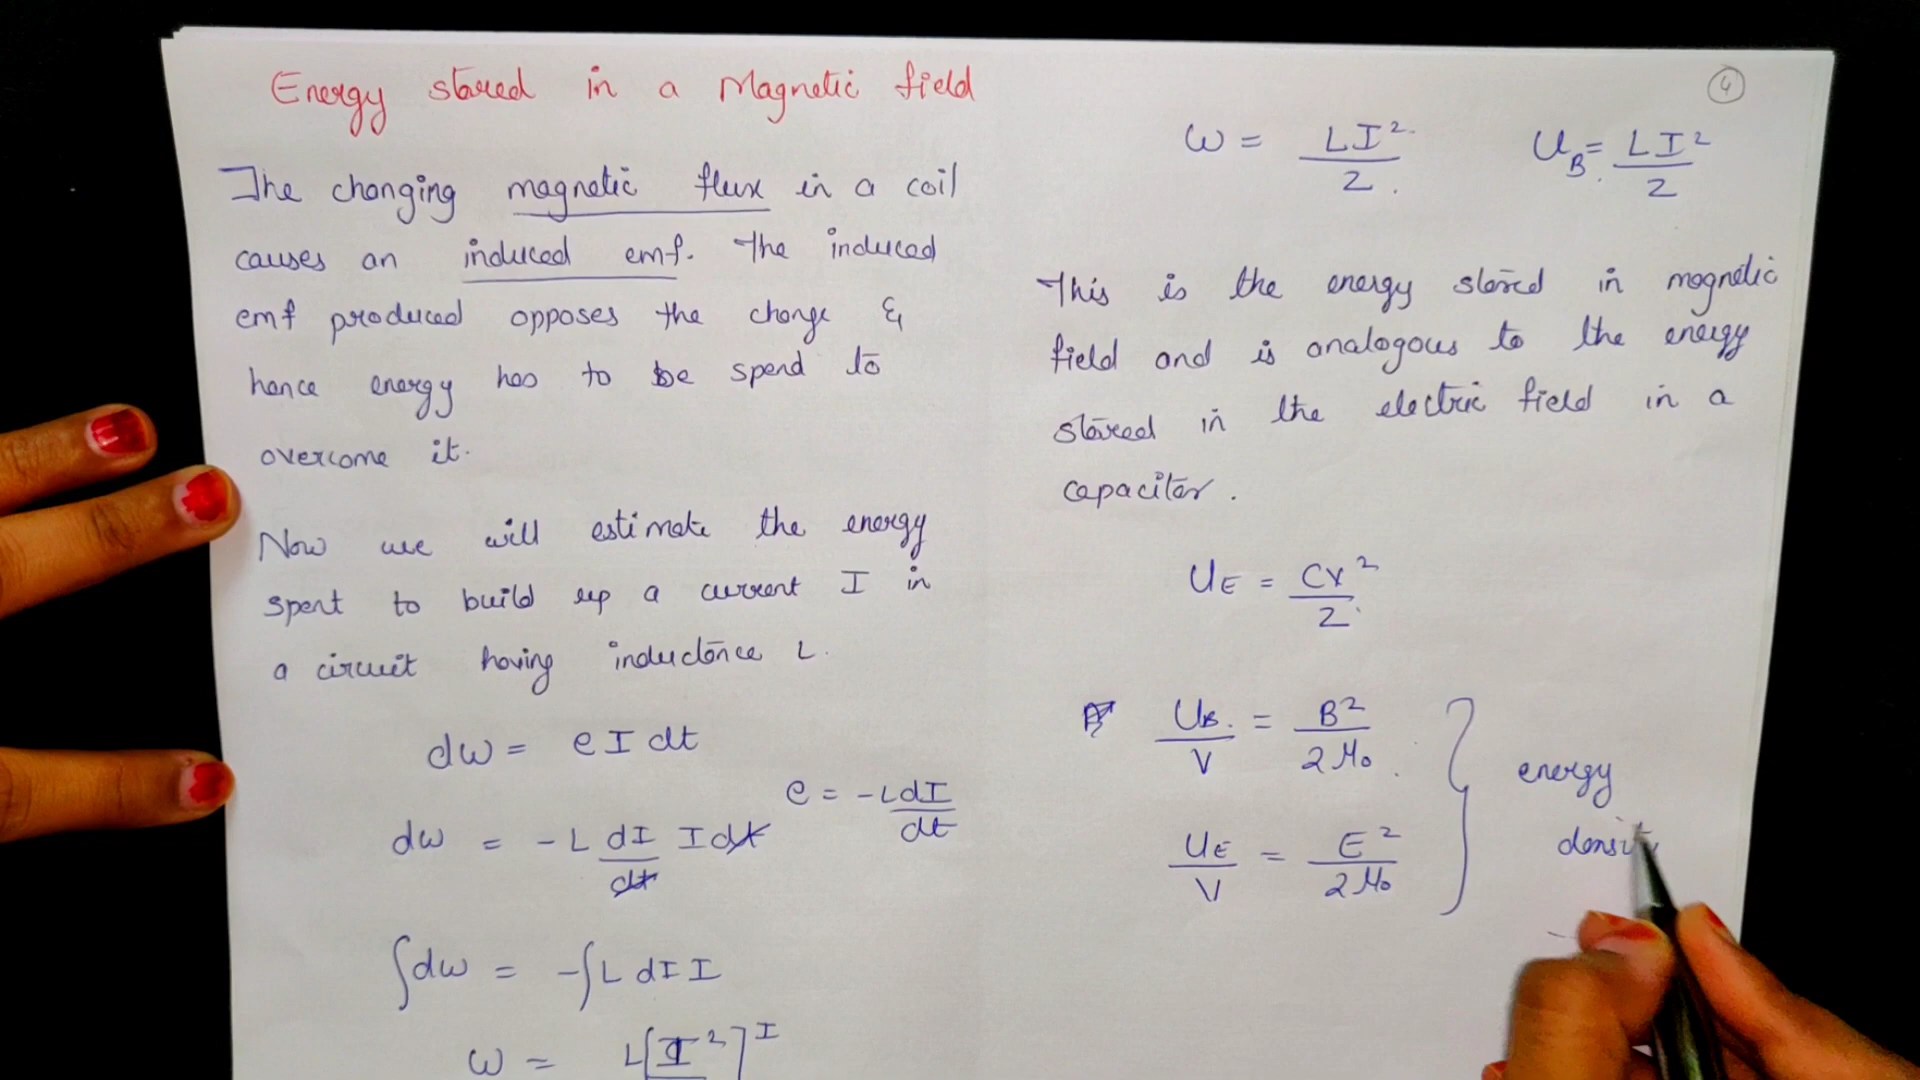 Energy stored in a Magnetic field
The changing magnetic flux in a coil
causes an induced emf. The induced
emf produced opposes the change &
hence energy has to be spend to
overcome it.
Now we will estimate the energy
spent to build up a current I in
a circuit having inductance L.
dw = e I dt
e = -L dI/dt
dw = -L dI/dt I dt
∫dw = -∫L dI I
w = L[I²]^I
4
w = LI²/2 U_B = LI²/2
This is the energy stored in magnetic
field and is analogous to the energy
stored in the electric field in a
capacitor.
U_E = CV²/2
U_B/V = B²/2μ₀
energy
U_E/V = E²/2μ₀